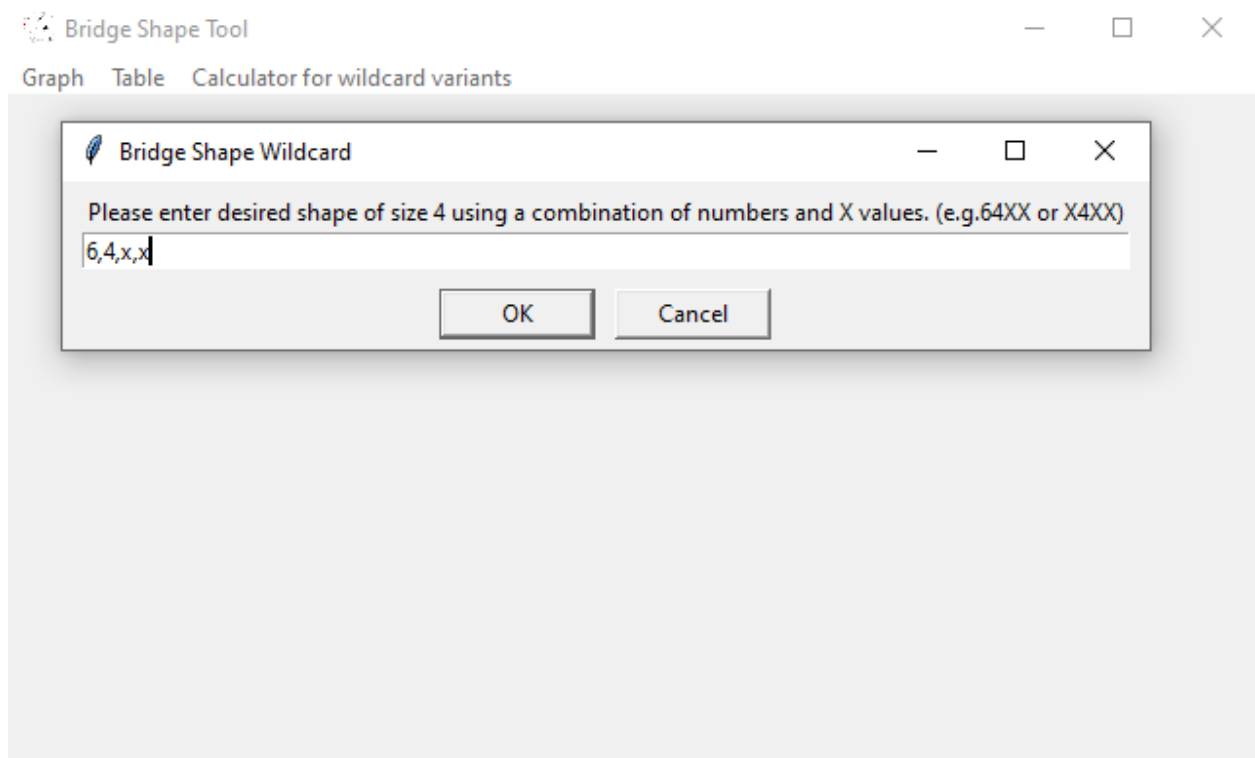 Bridge Shape Tool
Graph Table Calculator for wildcard variants
Bridge Shape Wildcard
Please enter desired shape of size 4 using a combination of numbers and X values. (e.g.64XX or X4XX)
6,4,x,x
OK Cancel